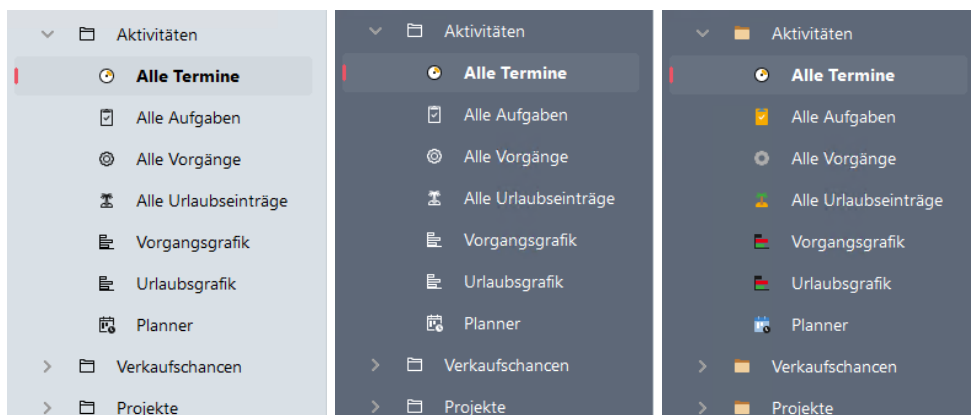 Aktivitäten
Alle Termine
Alle Aufgaben
Alle Vorgänge
Alle Urlaubseinträge
Vorgangsgrafik
Urlaubsgrafik
Planner
Verkaufschancen
Projekte
Aktivitäten
Alle Termine
Alle Aufgaben
Alle Vorgänge
Alle Urlaubseinträge
Vorgangsgrafik
Urlaubsgrafik
Planner
Verkaufschancen
Projekte
Aktivitäten
Alle Termine
Alle Aufgaben
Alle Vorgänge
Alle Urlaubseinträge
Vorgangsgrafik
Urlaubsgrafik
Planner
Verkaufschancen
Projekte